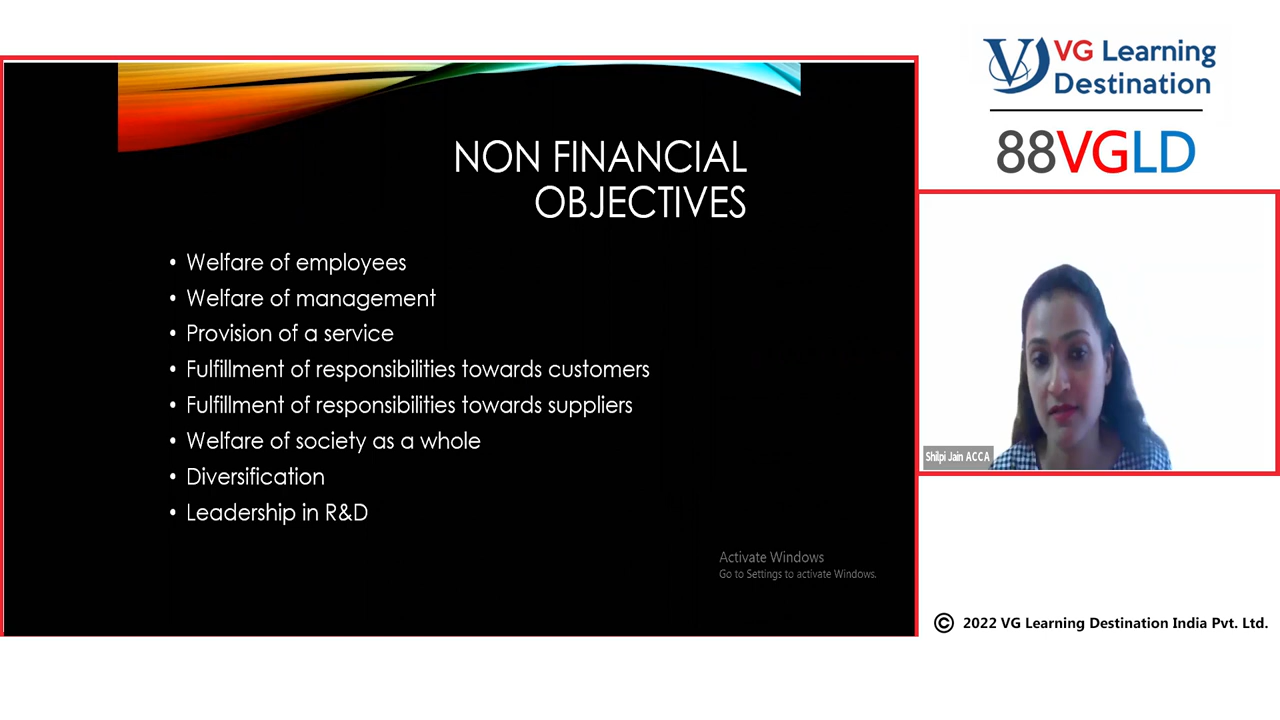 NON FINANCIAL
OBJECTIVES
• Welfare of employees
• Welfare of management
• Provision of a service
• Fulfillment of responsibilities towards customers
• Fulfillment of responsibilities towards suppliers
• Welfare of society as a whole
• Diversification
• Leadership in R&D
Activate Windows
Go to Settings to activate Windows.
VG Learning
Destination
88VGLD
Shilpi Jain ACCA
© 2022 VG Learning Destination India Pvt. Ltd.